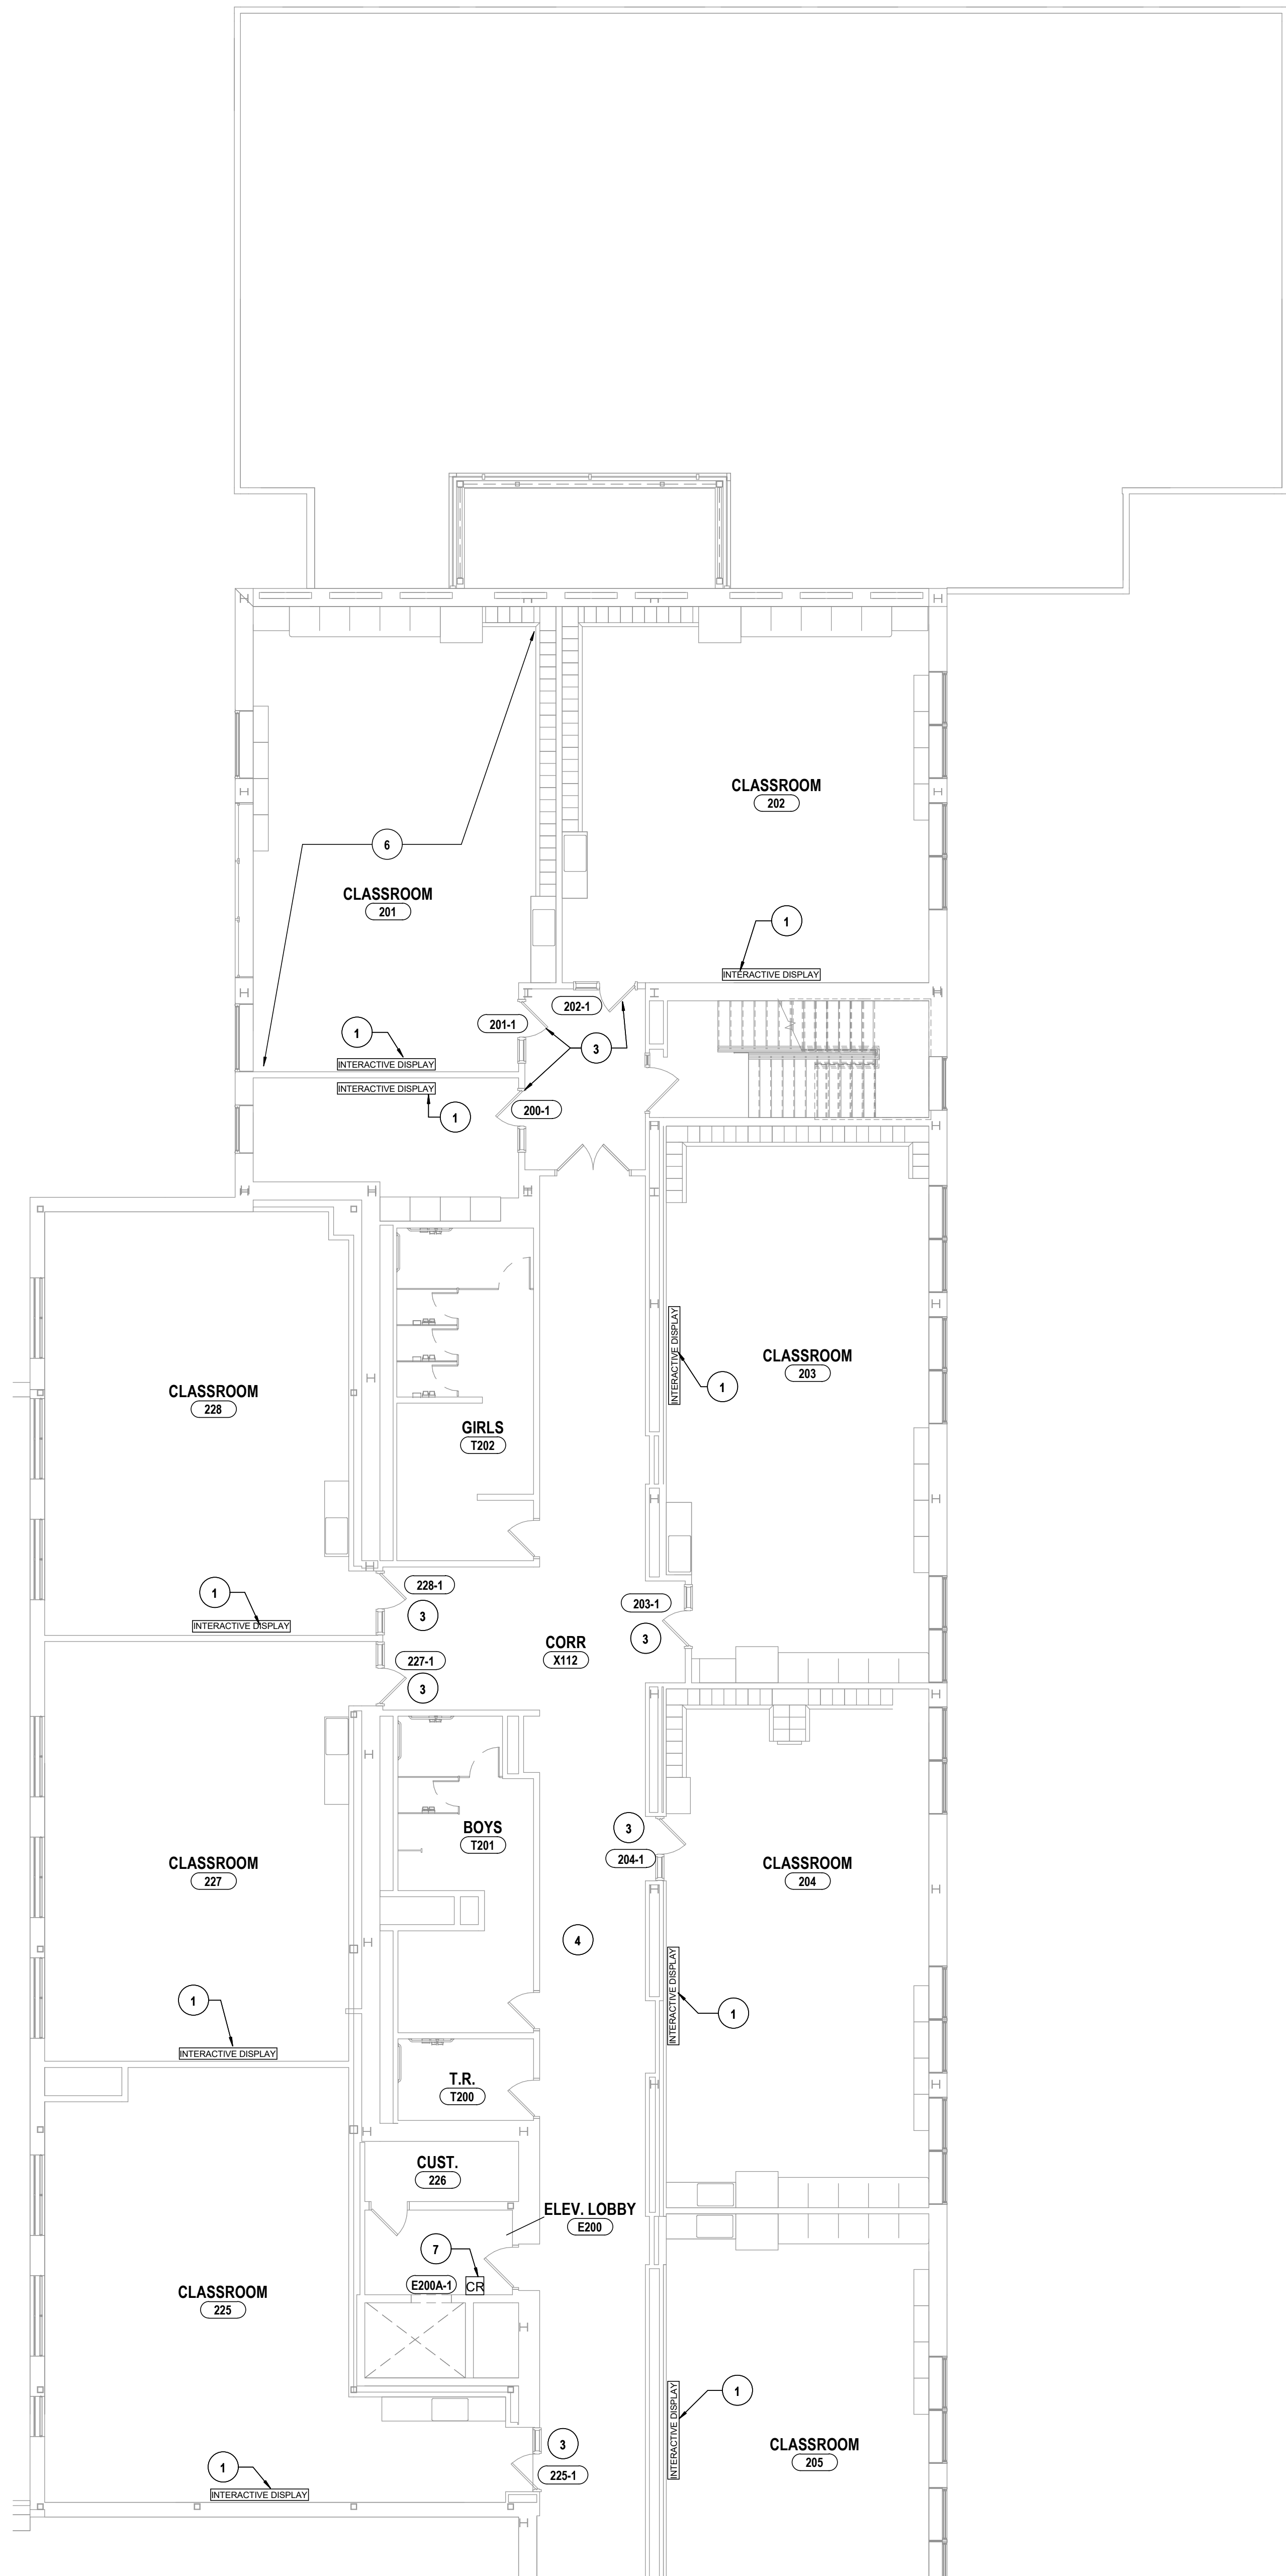 CLASSROOM
202
6
CLASSROOM
201
1
INTERACTIVE DISPLAY
202-1
201-1
3
1
INTERACTIVE DISPLAY
INTERACTIVE DISPLAY
1
200-1
INTERACTIVE DISPLAY
CLASSROOM
203
1
CLASSROOM
228
GIRLS
T202
228-1
1
3
INTERACTIVE DISPLAY
203-1
3
CORR
X112
227-1
3
BOYS
T201
3
204-1
CLASSROOM
227
CLASSROOM
204
4
INTERACTIVE DISPLAY
1
1
INTERACTIVE DISPLAY
T.R.
T200
CUST.
226
ELEV. LOBBY
E200
7
E200A-1
CR
CLASSROOM
225
INTERACTIVE DISPLAY
1
CLASSROOM
205
3
225-1
1
INTERACTIVE DISPLAY